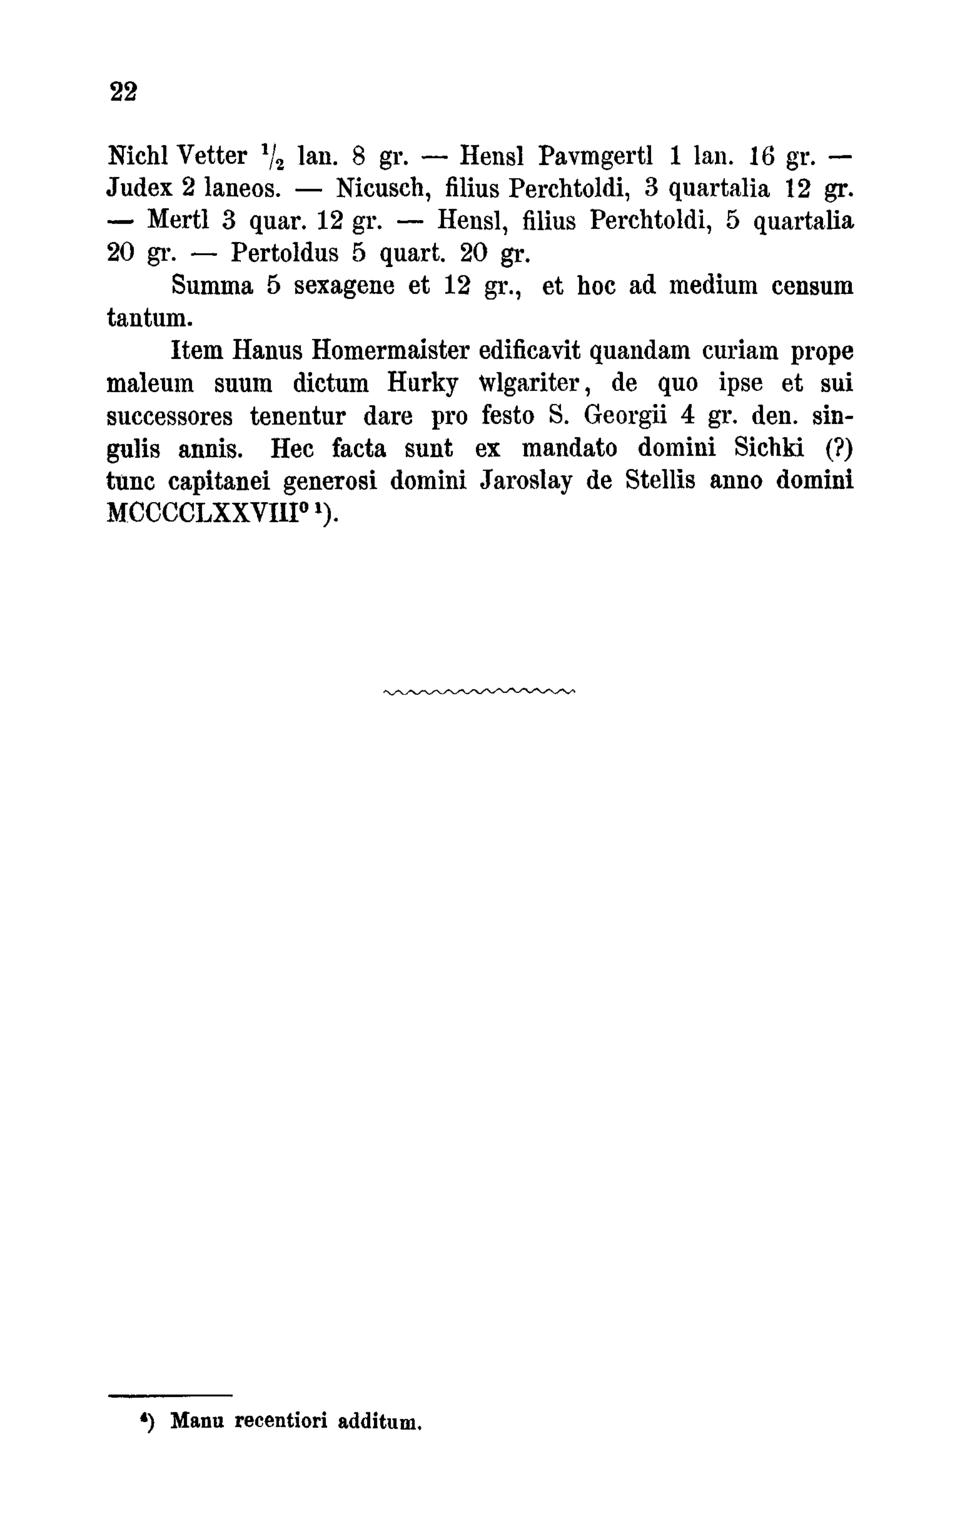 22
Nichl Vetter ½ lan. 8 gr. — Hensl Pavmgertl 1 lan. 16 gr. —
Judex 2 laneos. — Nicusch, filius Perchtoldi, 3 quartalia 12 gr.
— Mertl 3 quar. 12 gr. — Hensl, filius Perchtoldi, 5 quartalia
20 gr. — Pertoldus 5 quart. 20 gr.
Summa 5 sexagene et 12 gr., et hoc ad medium censum
tantum.
Item Hanus Homermaister edificavit quandam curiam prope
maleum suum dictum Hurky wlgariter, de quo ipse et sui
successores tenentur dare pro festo S. Georgii 4 gr. den. sin-
gulis annis. Hec facta sunt ex mandato domini Sichki (?)
tunc capitanei generosi domini Jaroslay de Stellis anno domini
MCCCCLXXVIII⁰ ¹).
⁴) Manu recentiori additum.